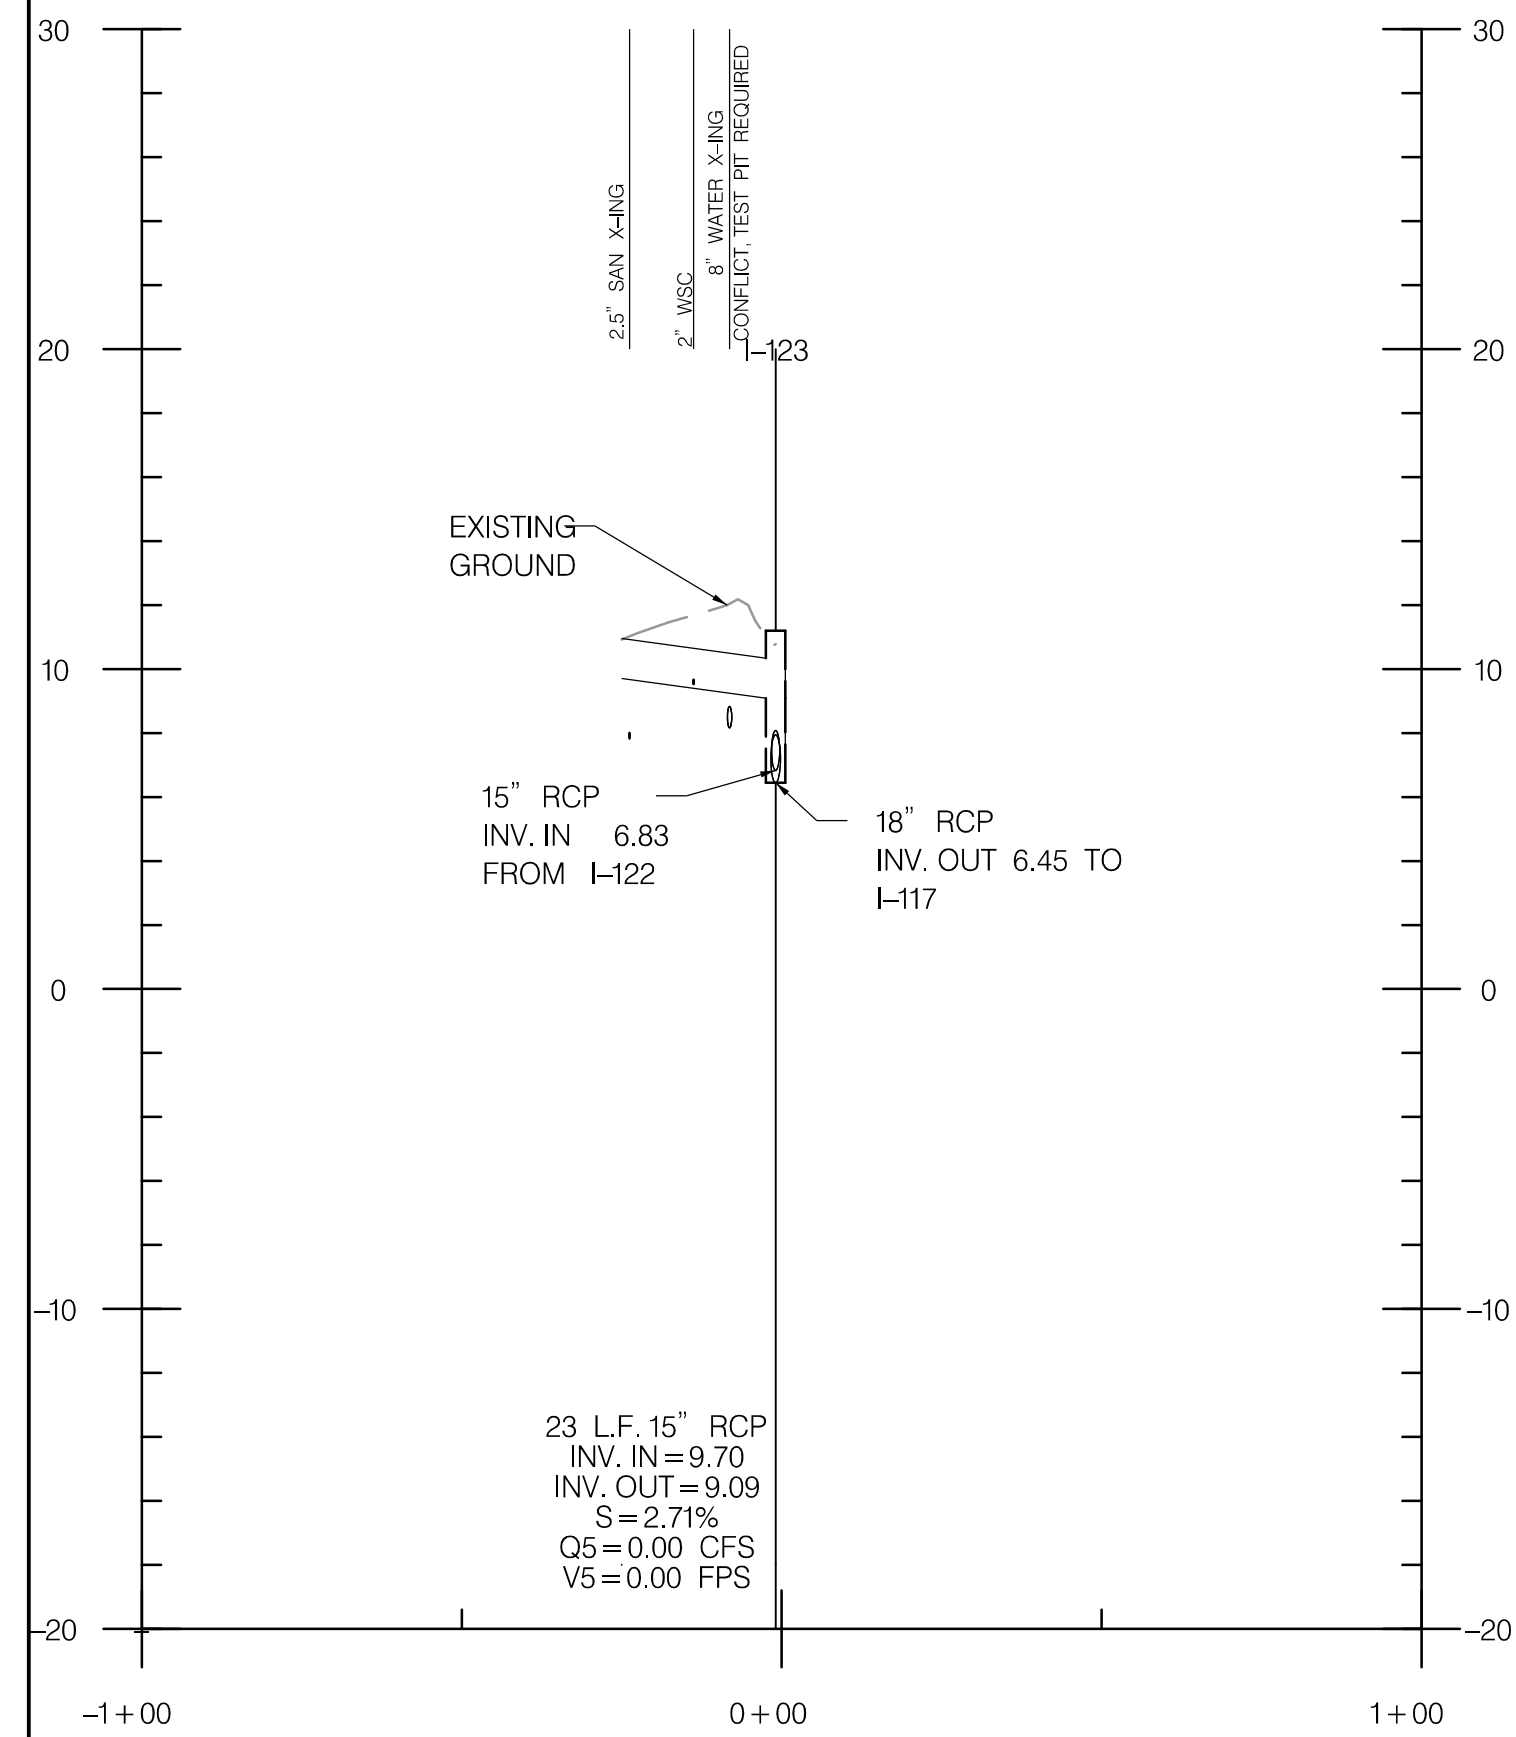 30
30
2.5” SAN X–ING
2” WSC
8” WATER X–ING
CONFLICT, TEST PIT REQUIRED
20
I–123
20
EXISTING
GROUND
10
10
15” RCP
INV. IN 6.83
FROM I–122
18” RCP
INV. OUT 6.45 TO
I–117
0
0
–10
–10
23 L.F. 15” RCP
INV. IN=9.70
INV. OUT=9.09
S=2.71%
Q5=0.00 CFS
V5=0.00 FPS
–20
–20
–1+00
0+00
1+00